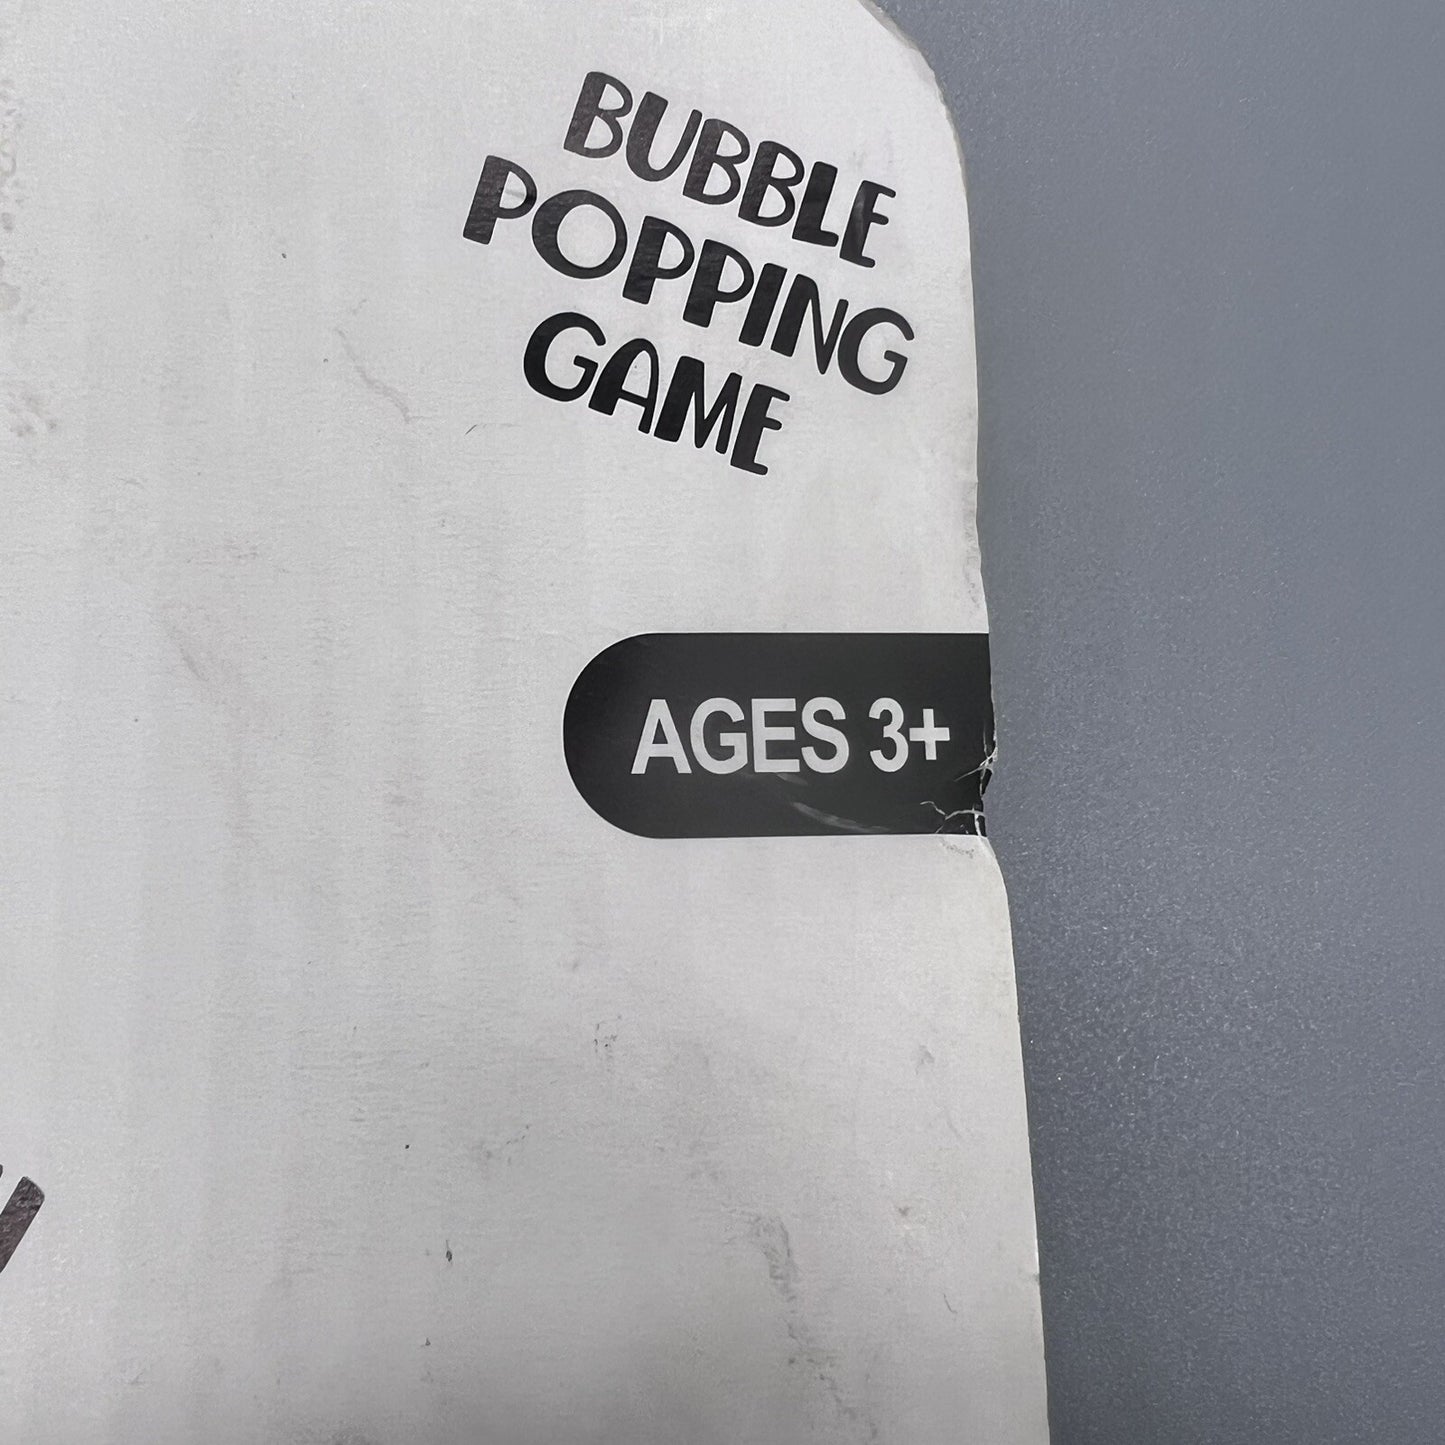 BUBBLE
POPPING
GAME
AGES 3+